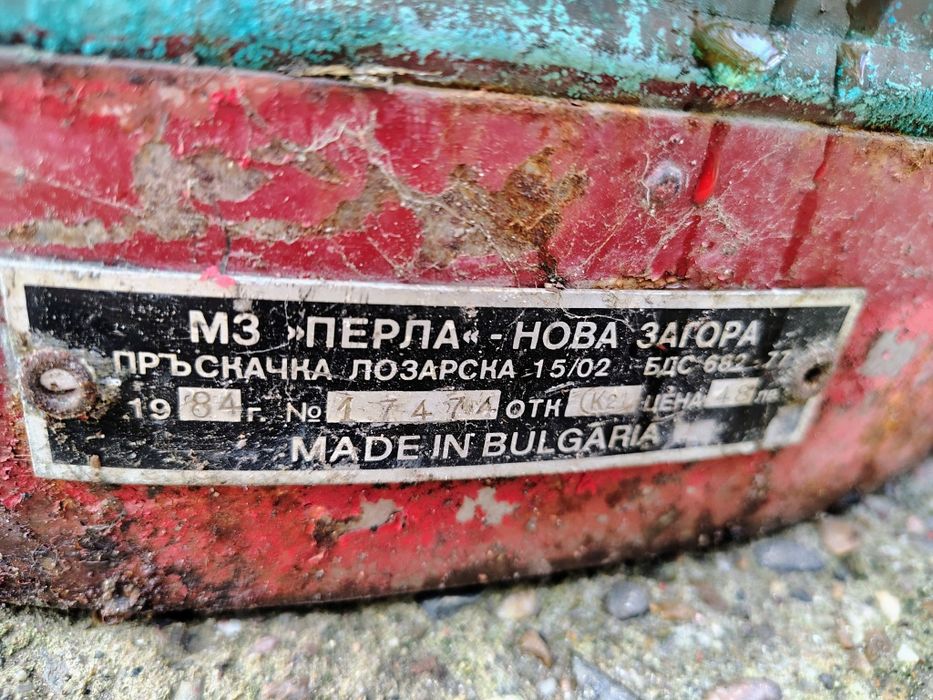 МЗ »ПЕРЛА« - НОВА ЗАГОРА
ПРЪСКАЧКА ЛОЗАРСКА 15/02 БДС-682-77
1984 г. № 17474 ОТК К2 ЦЕНА 48 лв
MADE IN BULGARIA